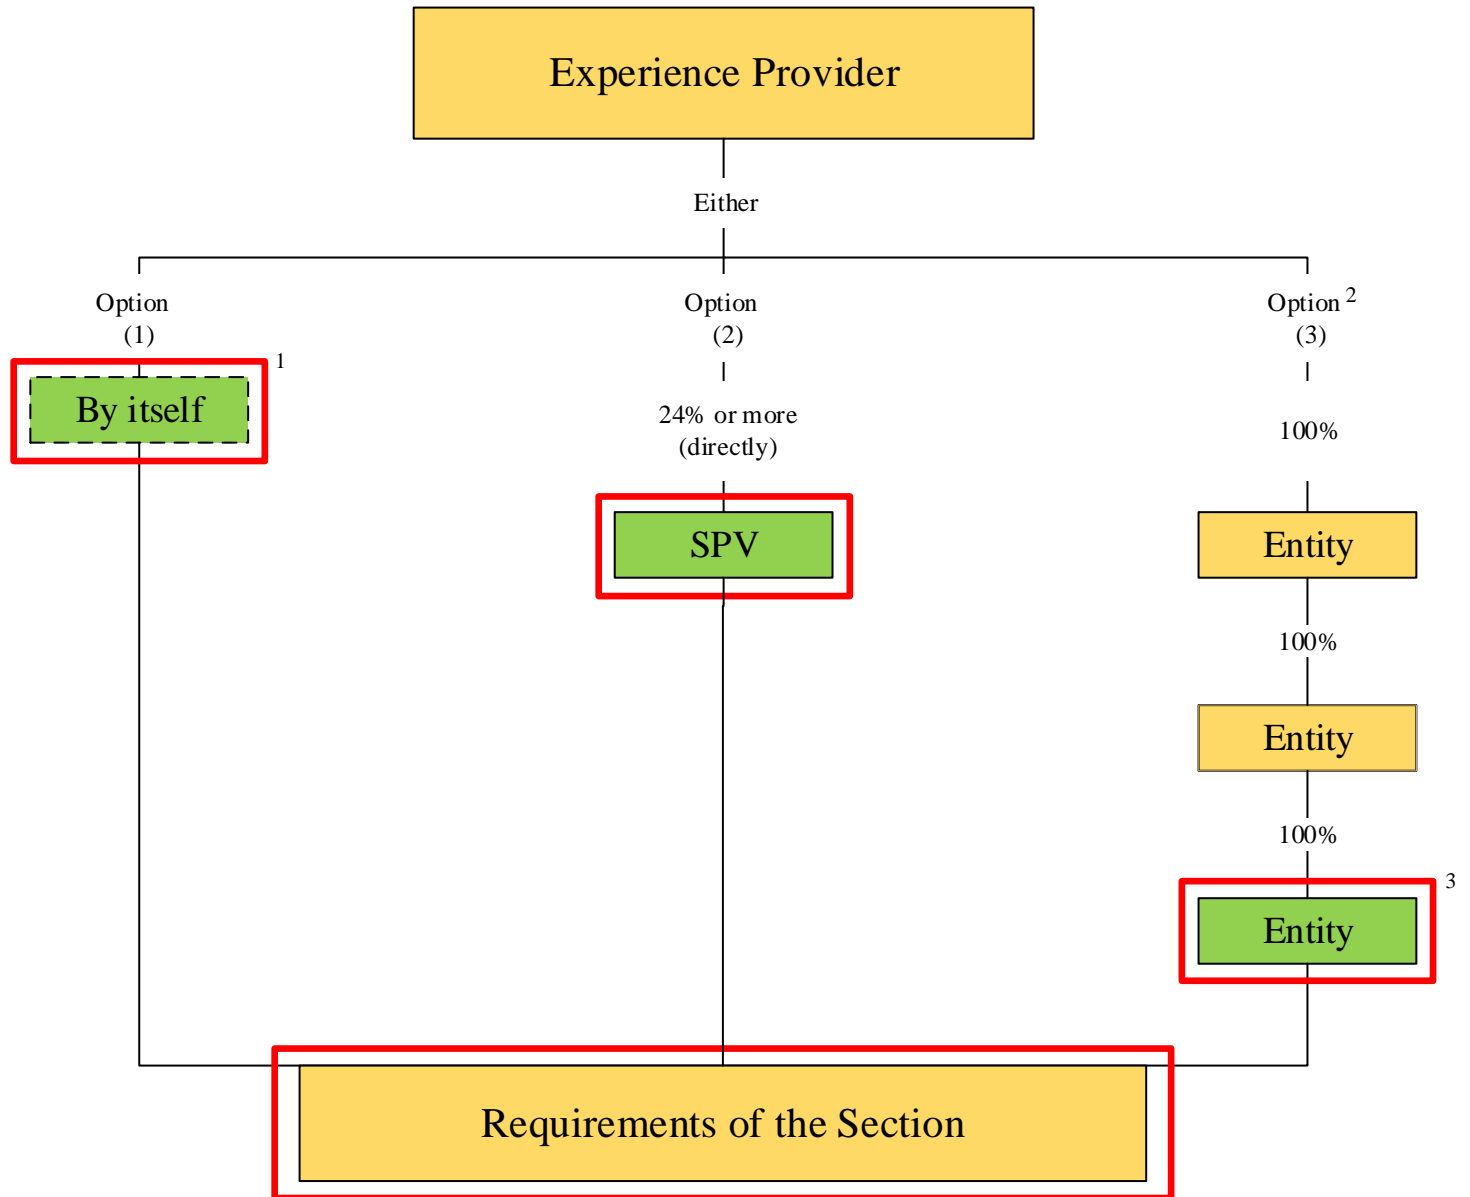 Experience Provider
Either
Option
(1)
Option
(2)
Option 2
(3)
1
By itself
24% or more
(directly)
100%
SPV
Entity
100%
Entity
100%
3
Entity
Requirements of the Section